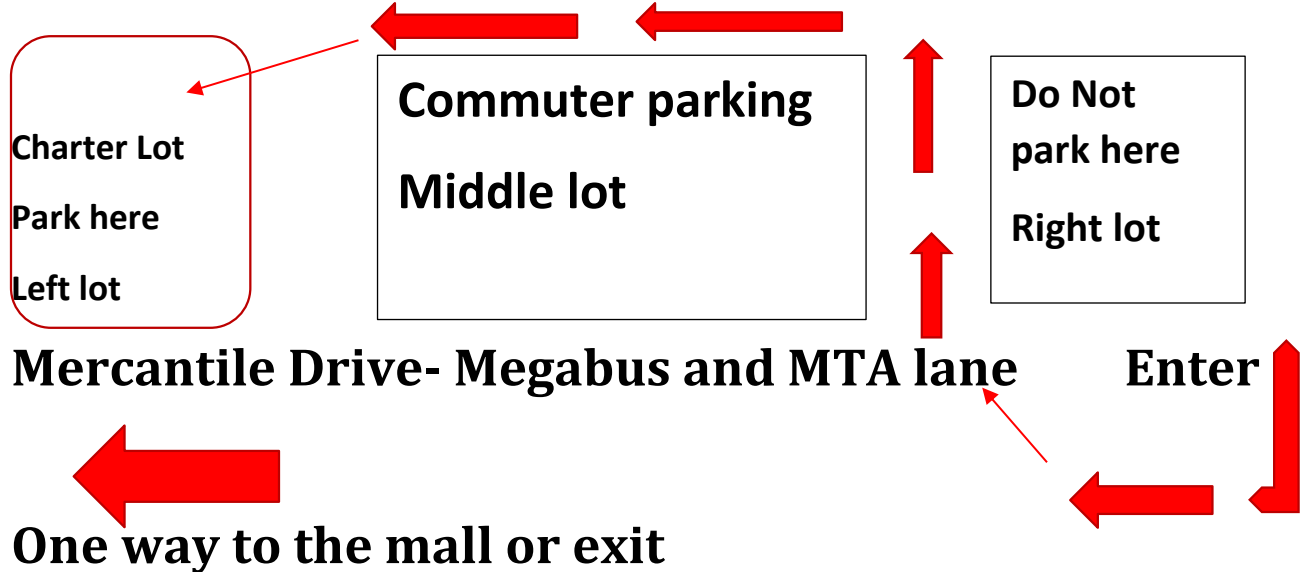 Charter Lot
Park here
Left lot
Commuter parking
Middle lot
Do Not
park here
Right lot
Mercantile Drive- Megabus and MTA lane
Enter
One way to the mall or exit